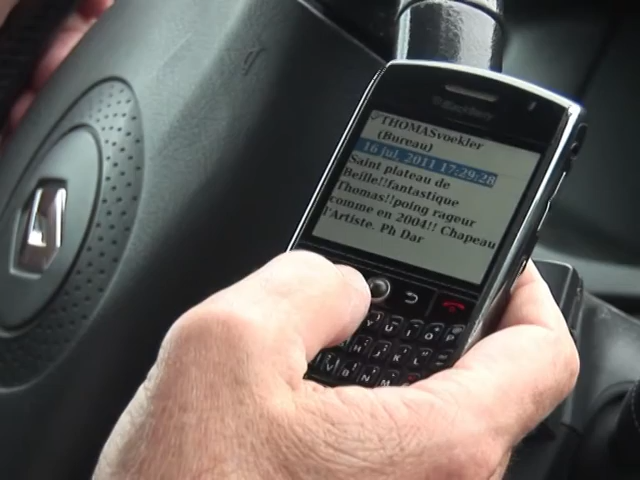 BlackBerry
THOMASvoekler
(Bureau)
16 jul. 2011 17:29:28
Saint plateau de
Beille!!fantastique
Thomas!!poing rageur
comme en 2004!! Chapeau
l'Artiste. Ph Dar
Y U I O P
H J K L
V B N M